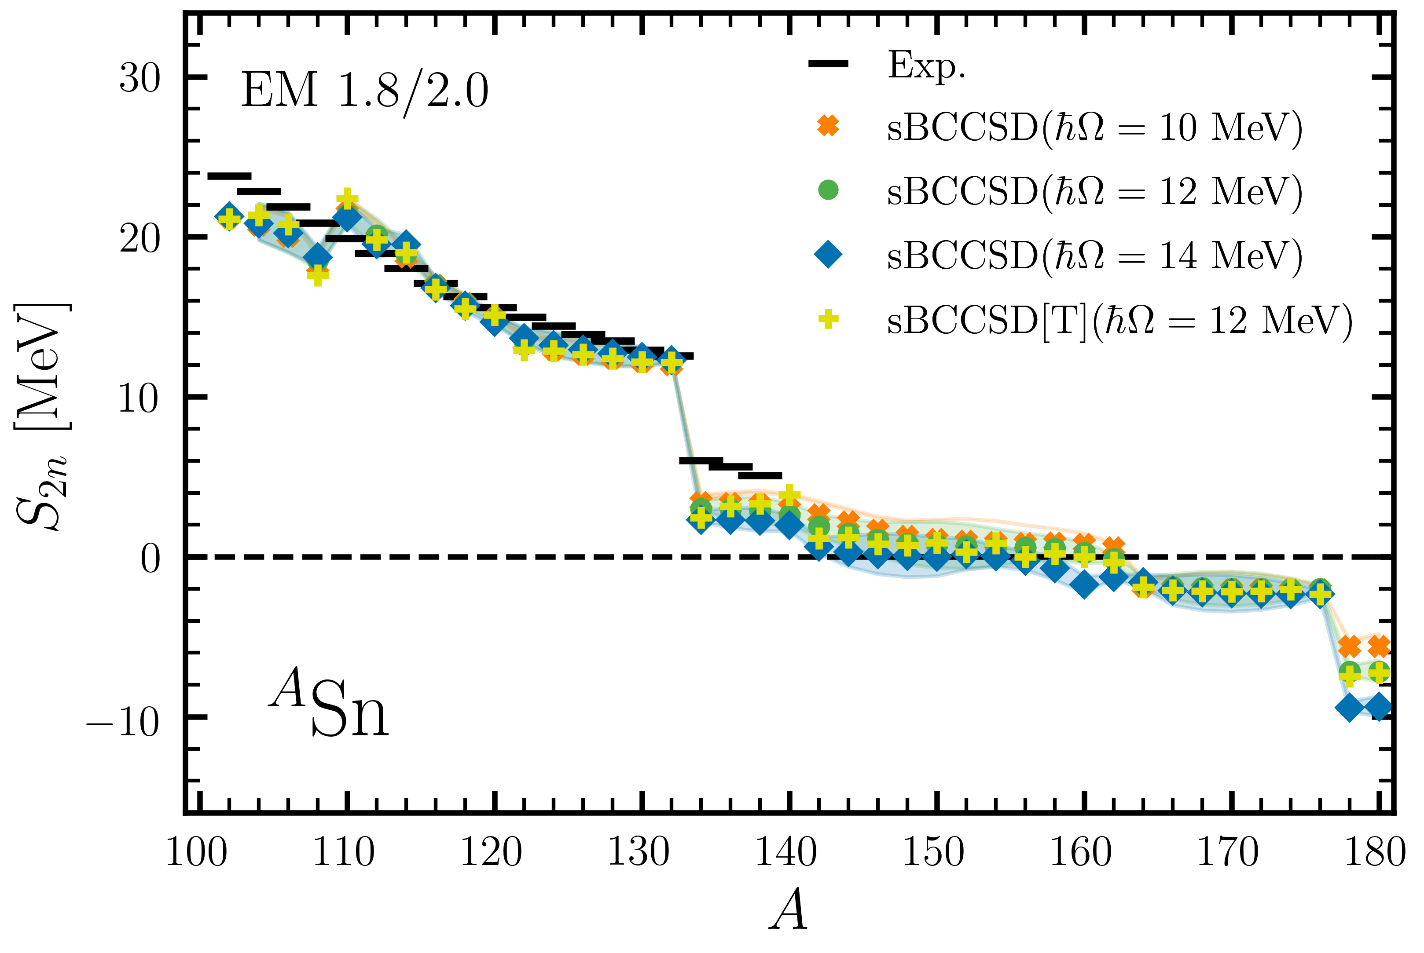 EM 1.8/2.0
Exp.
sBCCSD(ħΩ = 10 MeV)
sBCCSD(ħΩ = 12 MeV)
sBCCSD(ħΩ = 14 MeV)
sBCCSD[T](ħΩ = 12 MeV)
30
20
10
0
−10
S₂ₙ [MeV]
ᴬSn
100 110 120 130 140 150 160 170 180
A